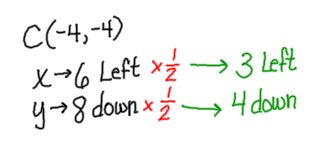 C(-4,-4)
x→6 Left ×1/2 → 3 Left
y→8 down ×1/2 → 4 down